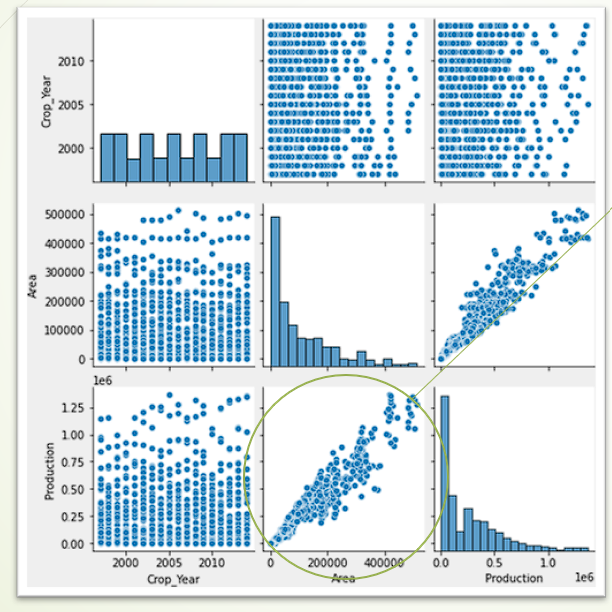 2010
2005
2000
Crop_Year
500000
400000
300000
200000
100000
0
Area
1e6
1.25
1.00
0.75
0.50
0.25
0.00
Production
2000 2005 2010
Crop_Year
0 200000 400000
Area
0.0 0.5 1.0
1e6
Production